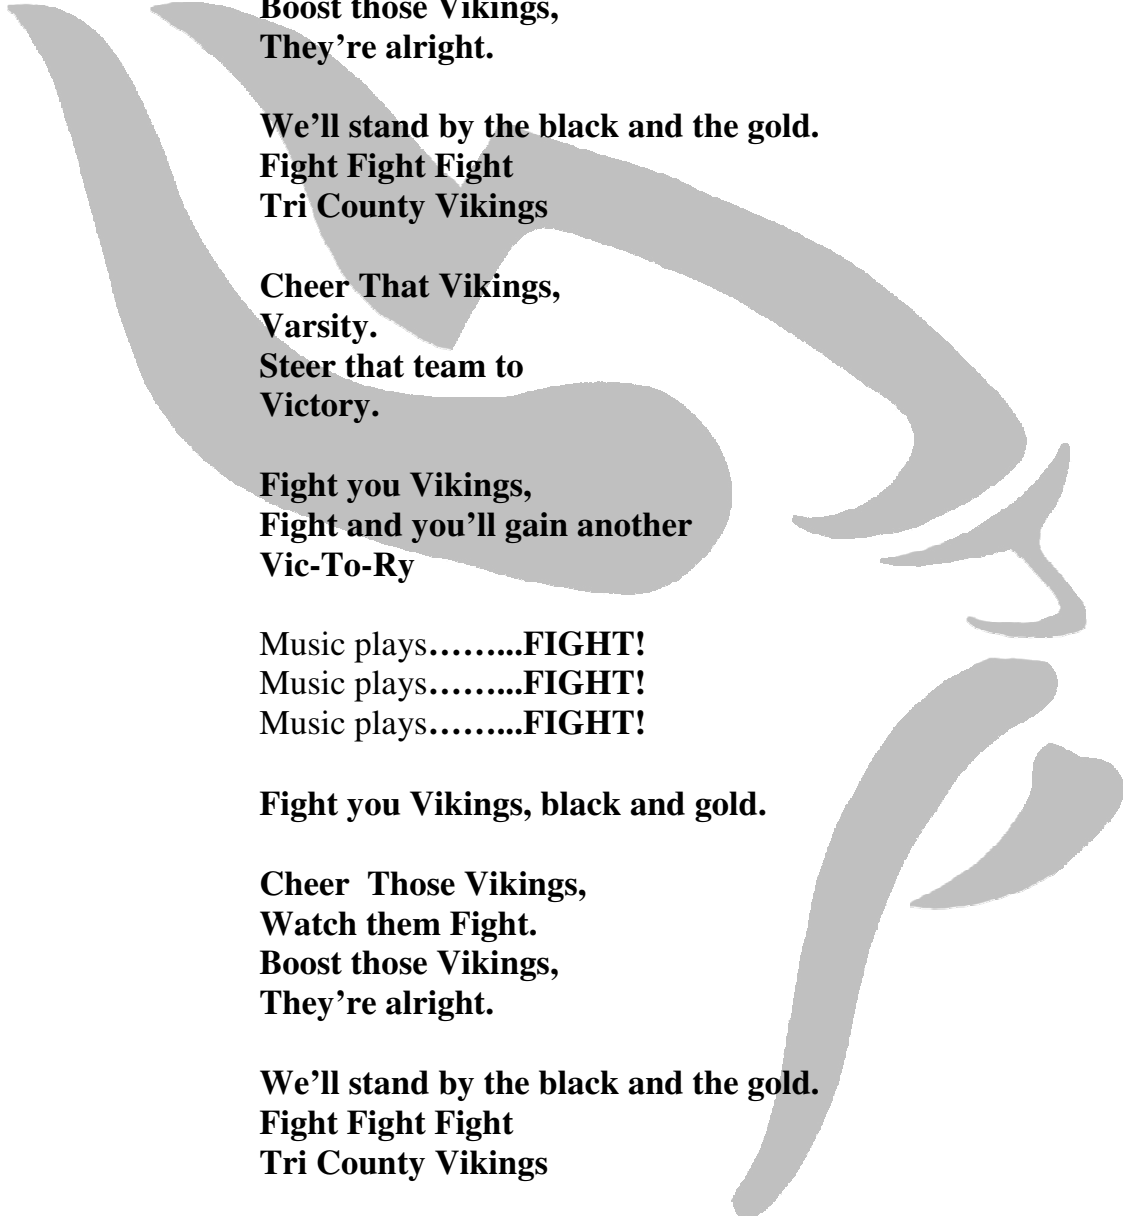 Boost those Vikings,
They’re alright.
We’ll stand by the black and the gold.
Fight Fight Fight
Tri County Vikings
Cheer That Vikings,
Varsity.
Steer that team to
Victory.
Fight you Vikings,
Fight and you’ll gain another
Vic-To-Ry
Music plays……...FIGHT!
Music plays……...FIGHT!
Music plays……...FIGHT!
Fight you Vikings, black and gold.
Cheer  Those Vikings,
Watch them Fight.
Boost those Vikings,
They’re alright.
We’ll stand by the black and the gold.
Fight Fight Fight
Tri County Vikings